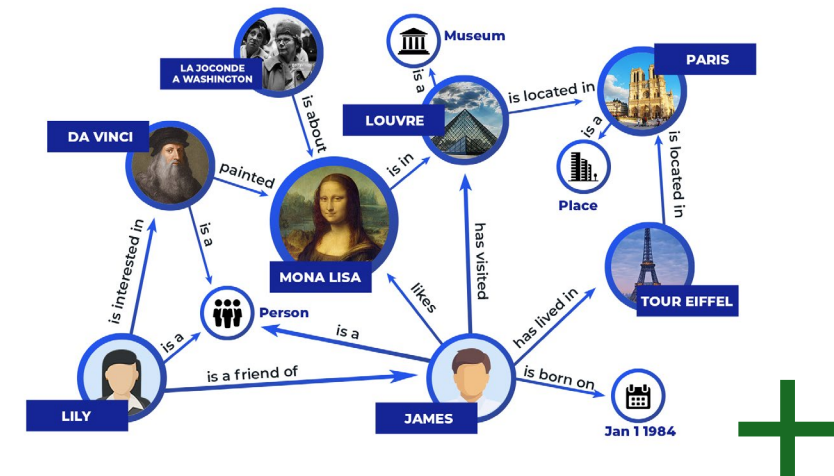 LA JOCONDE
A WASHINGTON
Museum
PARIS
is a
LOUVRE
is located in
DA VINCI
is about
is a
is located in
painted
is in
Place
is a
is interested in
MONA LISA
has visited
TOUR EIFFEL
likes
has lived in
Person
is a
is a
is a friend of
is born on
LILY
JAMES
Jan 1 1984